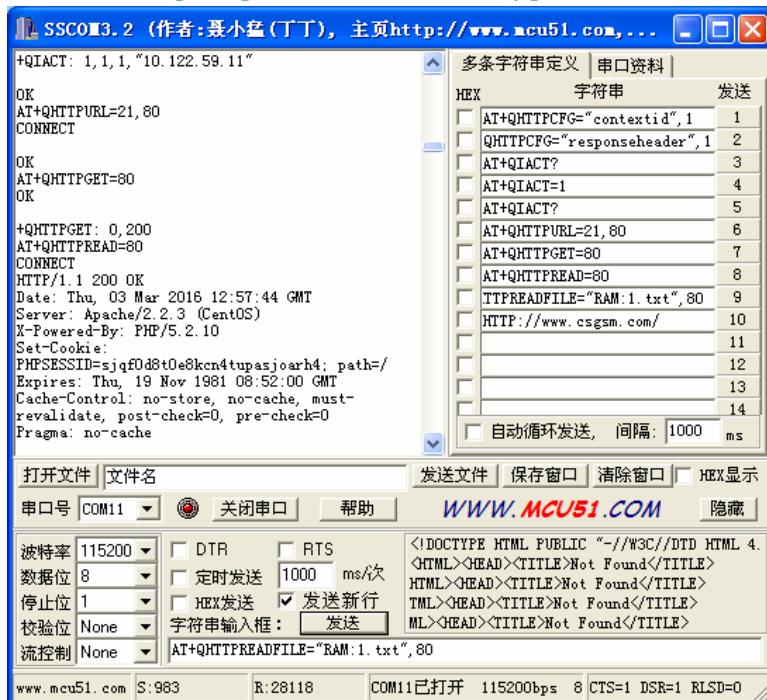 SSCOM3.2 (作者:聂小猛(丁丁), 主页http://www.mcu51.com,...
+QIACT: 1,1,1,"10.122.59.11"
OK
AT+QHTTPURL=21,80
CONNECT
OK
AT+QHTTPGET=80
OK
+QHTTPGET: 0,200
AT+QHTTPREAD=80
CONNECT
HTTP/1.1 200 OK
Date: Thu, 03 Mar 2016 12:57:44 GMT
Server: Apache/2.2.3 (CentOS)
X-Powered-By: PHP/5.2.10
Set-Cookie:
PHPSESSID=sjqf0d8t0e8kcn4tupasjoarh4; path=/
Expires: Thu, 19 Nov 1981 08:52:00 GMT
Cache-Control: no-store, no-cache, must-
revalidate, post-check=0, pre-check=0
Pragma: no-cache
多条字符串定义 串口资料
HEX 字符串 发送
AT+QHTTPCFG="contextid",1 1
QHTTPCFG="responseheader",1 2
AT+QIACT? 3
AT+QIACT=1 4
AT+QIACT? 5
AT+QHTTPURL=21,80 6
AT+QHTTPGET=80 7
AT+QHTTPREAD=80 8
TTPREADFILE="RAM:1.txt",80 9
HTTP://www.csgsm.com/ 10
11
12
13
14
自动循环发送, 间隔: 1000 ms
打开文件 文件名 发送文件 保存窗口 清除窗口 HEX显示
串口号 COM11 关闭串口 帮助 WWW.MCU51.COM 隐藏
波特率 115200 DTR RTS
数据位 8 定时发送 1000 ms/次
停止位 1 HEX发送 发送新行
校验位 None 字符串输入框: 发送
流控制 None AT+QHTTPREADFILE="RAM:1.txt",80
<!DOCTYPE HTML PUBLIC "-//W3C//DTD HTML 4.
<HTML><HEAD><TITLE>Not Found</TITLE>
HTML><HEAD><TITLE>Not Found</TITLE>
TML><HEAD><TITLE>Not Found</TITLE>
ML><HEAD><TITLE>Not Found</TITLE>
www.mcu51.com S:983 R:28118 COM11已打开 115200bps 8 CTS=1 DSR=1 RLSD=0